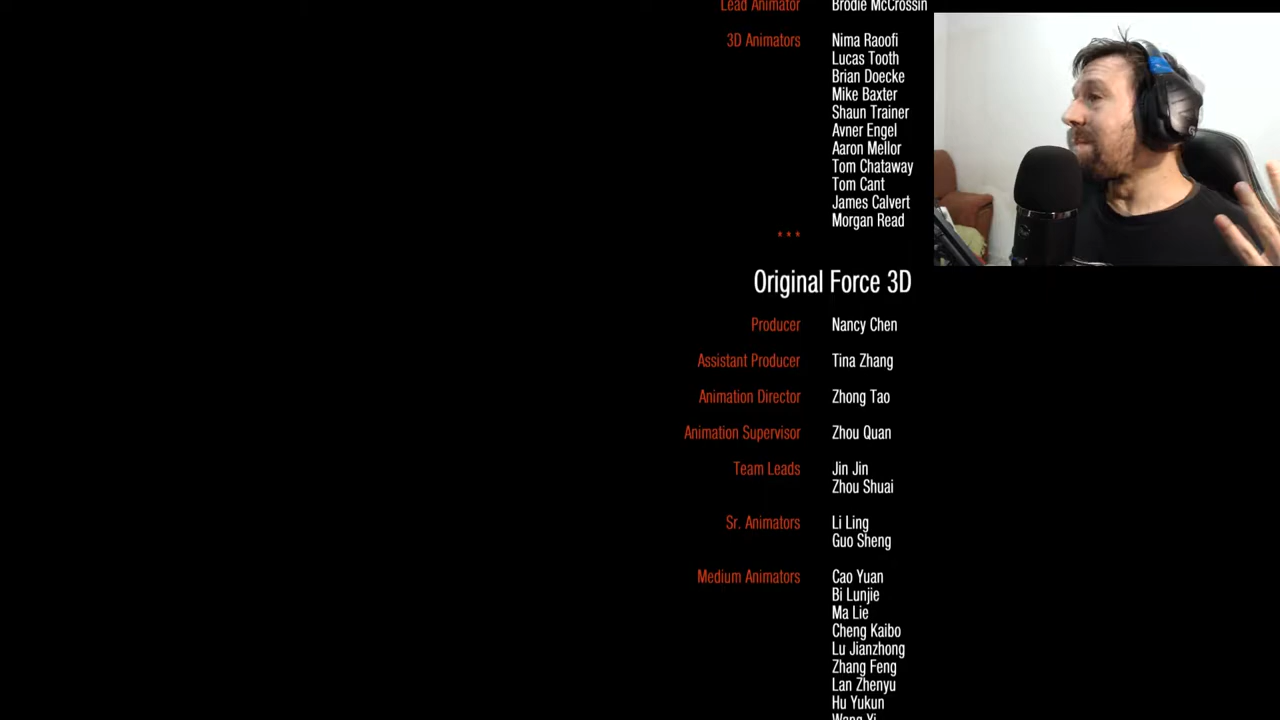 Lead Animator Brodie McCrossin
3D Animators Nima Raoofi
Lucas Tooth
Brian Doecke
Mike Baxter
Shaun Trainer
Avner Engel
Aaron Mellor
Tom Chataway
Tom Cant
James Calvert
Morgan Read
***
Original Force 3D
Producer Nancy Chen
Assistant Producer Tina Zhang
Animation Director Zhong Tao
Animation Supervisor Zhou Quan
Team Leads Jin Jin
Zhou Shuai
Sr. Animators Li Ling
Guo Sheng
Medium Animators Cao Yuan
Bi Lunjie
Ma Lie
Cheng Kaibo
Lu Jianzhong
Zhang Feng
Lan Zhenyu
Hu Yukun
Wang Yi